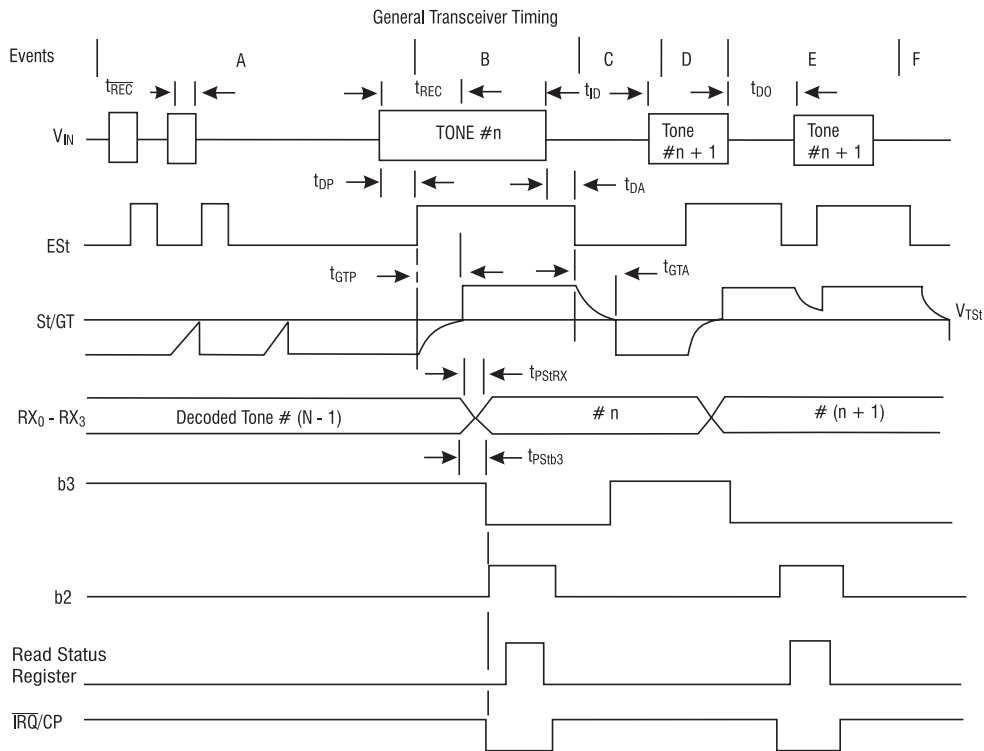 General Transceiver Timing
Events
A
B
C
D
E
F
tREC
tREC
tID
tDO
VIN
TONE #n
Tone
#n + 1
Tone
#n + 1
tDP
tDA
ESt
tGTP
tGTA
St/GT
VTSt
tPStRX
RX0 - RX3
Decoded Tone # (N - 1)
# n
# (n + 1)
tPStb3
b3
b2
Read Status
Register
IRQ/CP